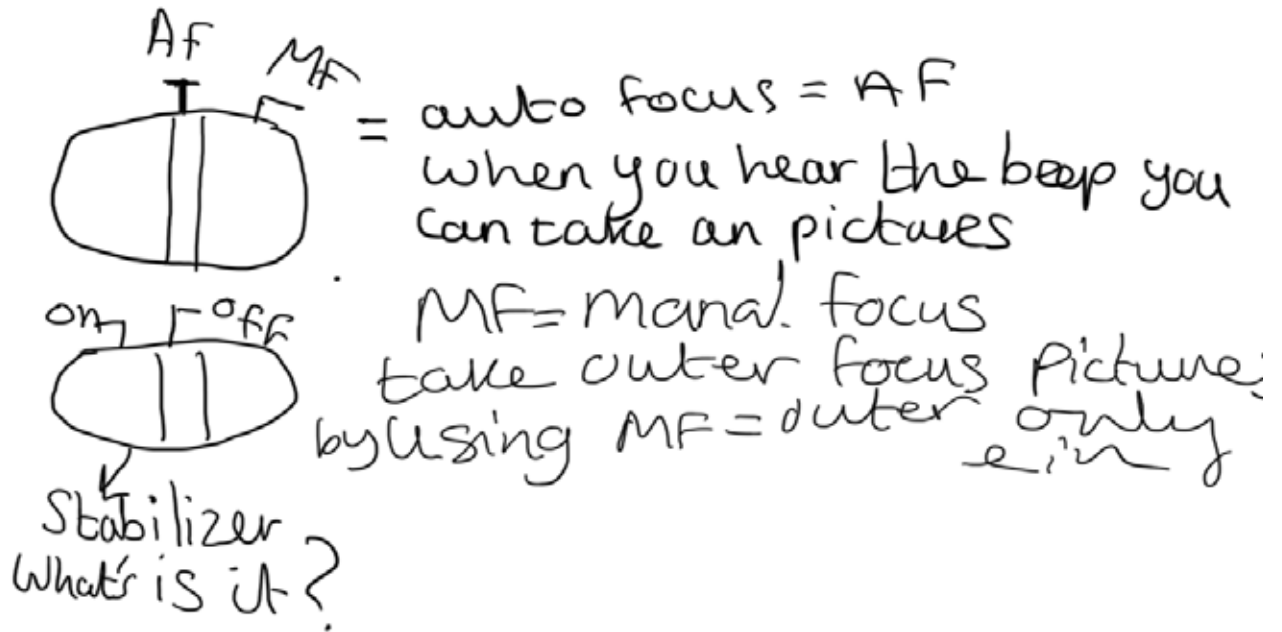 Af
MF
= auto focus = AF
when you hear the beep you
can take an pictures
on
off
MF = mana! focus
take outer focus Pictures
by using MF = outer only
Stabilizer
What's is it?